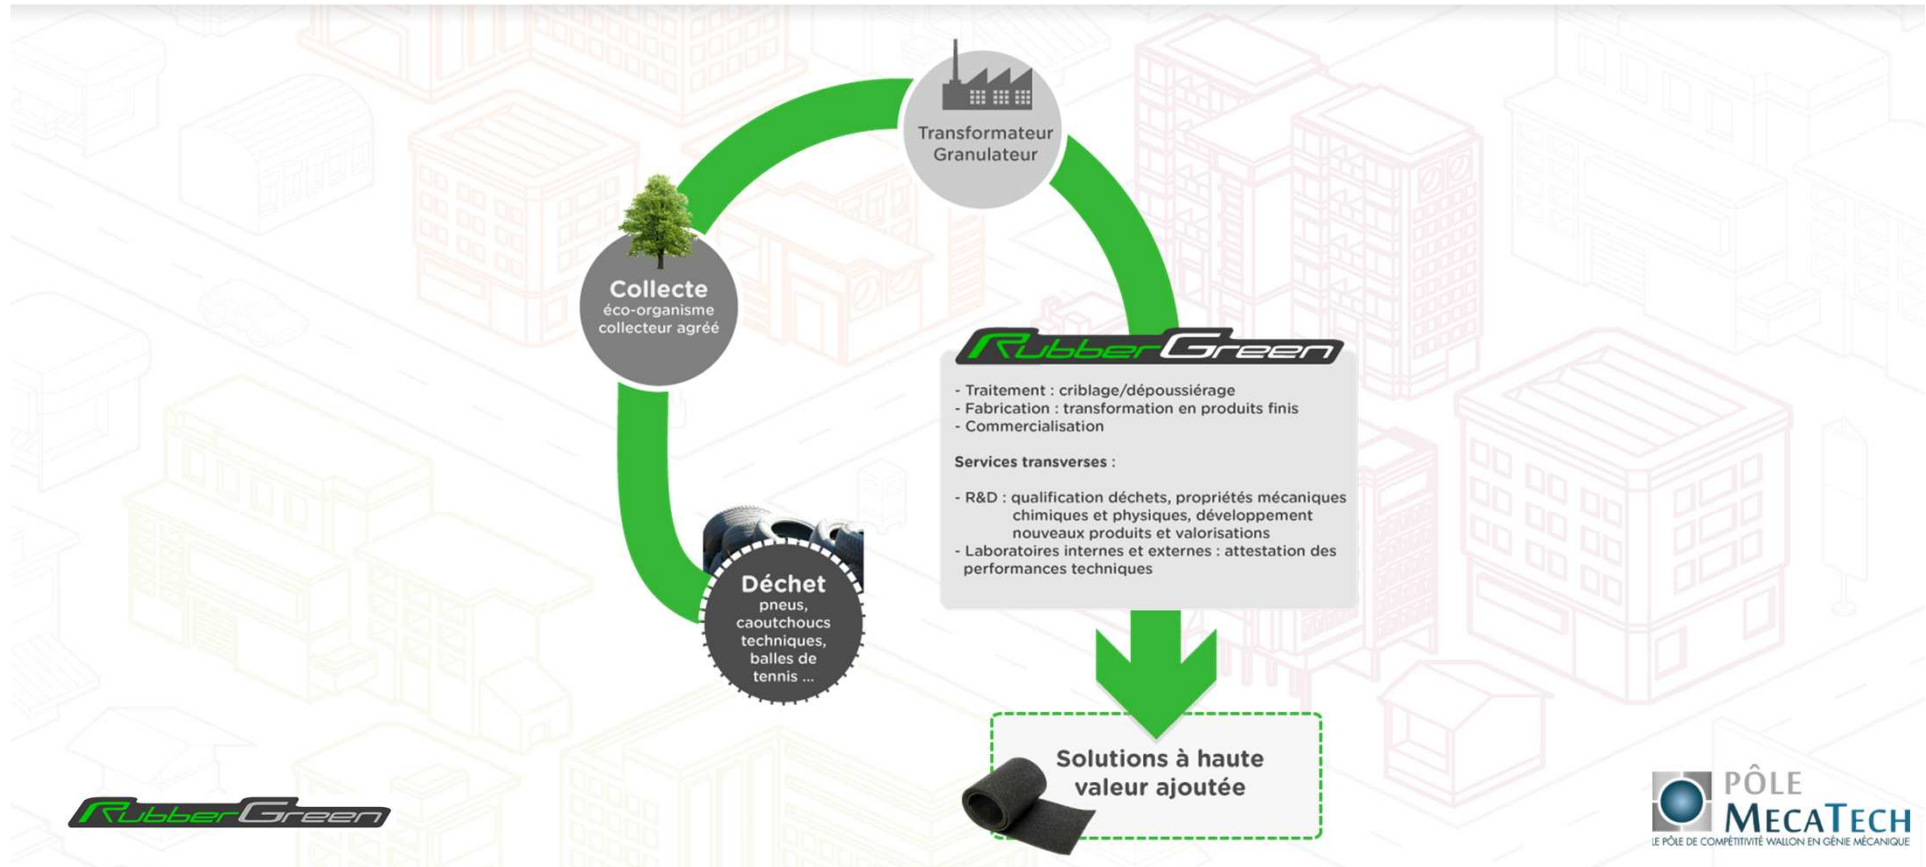 Transformateur
Granulateur
Collecte
éco-organisme
collecteur agréé
Déchet
pneus,
caoutchoucs
techniques,
balles de
tennis ...
RubberGreen
- Traitement : criblage/dépoussiérage
- Fabrication : transformation en produits finis
- Commercialisation
Services transverses :
- R&D : qualification déchets, propriétés mécaniques
chimiques et physiques, développement
nouveaux produits et valorisations
- Laboratoires internes et externes : attestation des
performances techniques
Solutions à haute
valeur ajoutée
RubberGreen
PÔLE
MECATECH
LE PÔLE DE COMPÉTITIVITÉ WALLON EN GÉNIE MÉCANIQUE